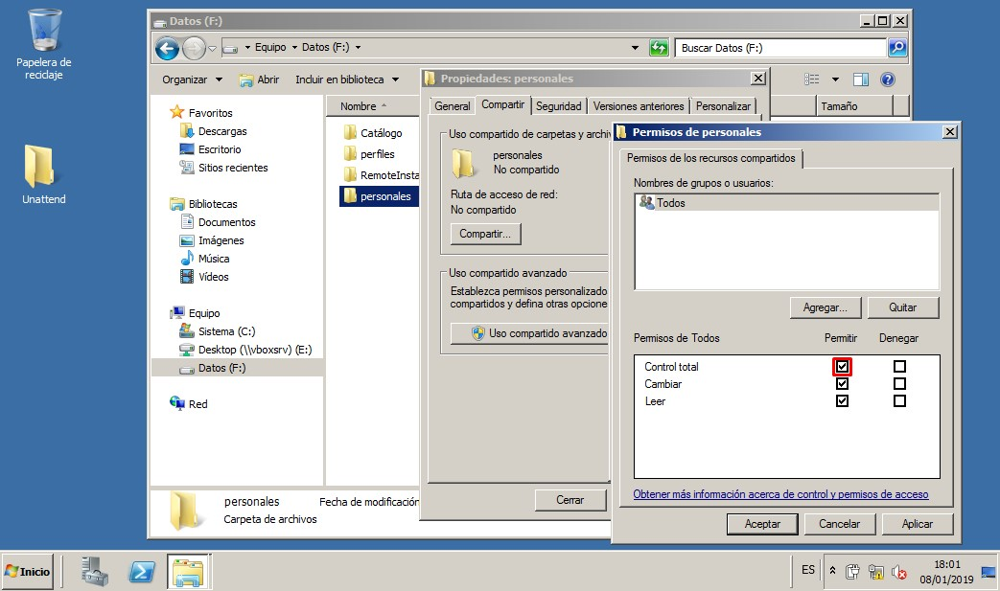 Papelera de
reciclaje
Unattend
Datos (F:)
Equipo Datos (F:)
Buscar Datos (F:)
Organizar Abrir Incluir en biblioteca
Favoritos
Descargas
Escritorio
Sitios recientes
Bibliotecas
Documentos
Imágenes
Música
Vídeos
Equipo
Sistema (C:)
Desktop (\\vboxsrv) (E:)
Datos (F:)
Red
Nombre
Tamaño
Catálogo
perfiles
RemoteInsta
personales
personales Fecha de modificación
Carpeta de archivos
Propiedades: personales
General Compartir Seguridad Versiones anteriores Personalizar
Uso compartido de carpetas y archiv
personales
No compartido
Ruta de acceso de red:
No compartido
Compartir...
Uso compartido avanzado
Establezca permisos personalizado
compartidos y defina otras opcione
Uso compartido avanzado
Cerrar
Permisos de personales
Permisos de los recursos compartidos
Nombres de grupos o usuarios:
Todos
Agregar... Quitar
Permisos de Todos Permitir Denegar
Control total
Cambiar
Leer
Obtener más información acerca de control y permisos de acceso
Aceptar Cancelar Aplicar
Inicio
ES
18:01
08/01/2019